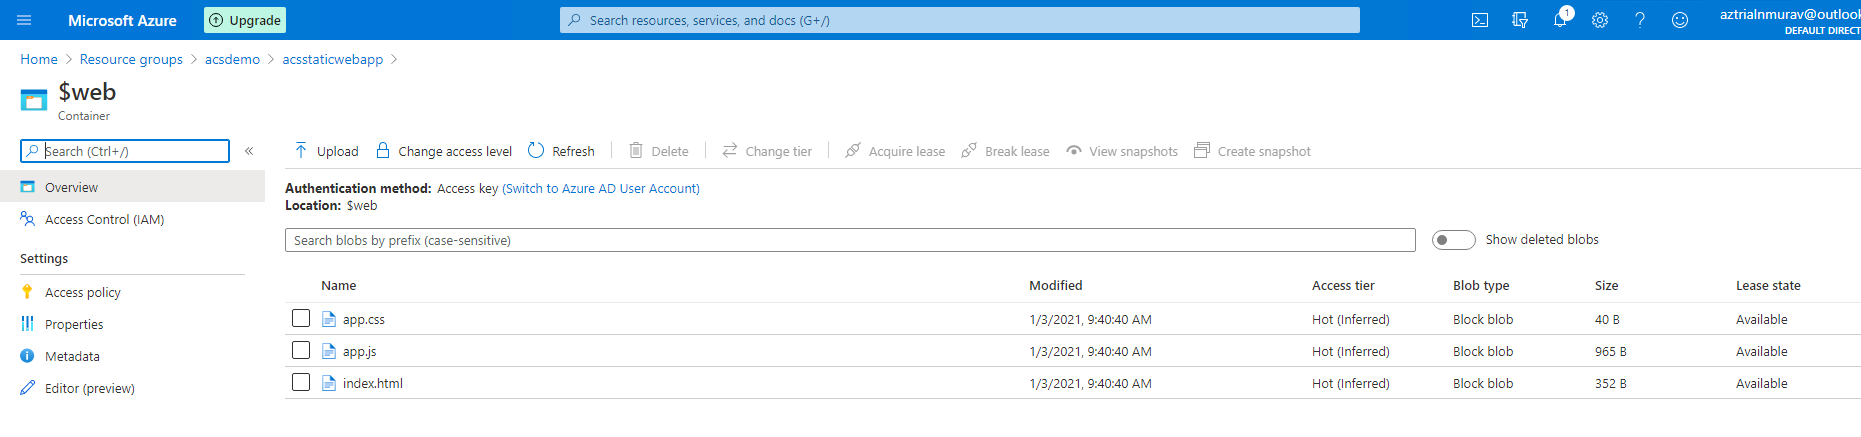 Microsoft Azure Upgrade Search resources, services, and docs (G+/) 1 aztrialnmurav@outlook
DEFAULT DIRECT
Home > Resource groups > acsdemo > acsstaticwebapp >
$web
Container
Search (Ctrl+/) «
Upload Change access level Refresh Delete Change tier Acquire lease Break lease View snapshots Create snapshot
Overview
Access Control (IAM)
Settings
Access policy
Properties
Metadata
Editor (preview)
Authentication method: Access key (Switch to Azure AD User Account)
Location: $web
Search blobs by prefix (case-sensitive) Show deleted blobs
Name Modified Access tier Blob type Size Lease state
app.css 1/3/2021, 9:40:40 AM Hot (Inferred) Block blob 40 B Available
app.js 1/3/2021, 9:40:40 AM Hot (Inferred) Block blob 965 B Available
index.html 1/3/2021, 9:40:40 AM Hot (Inferred) Block blob 352 B Available